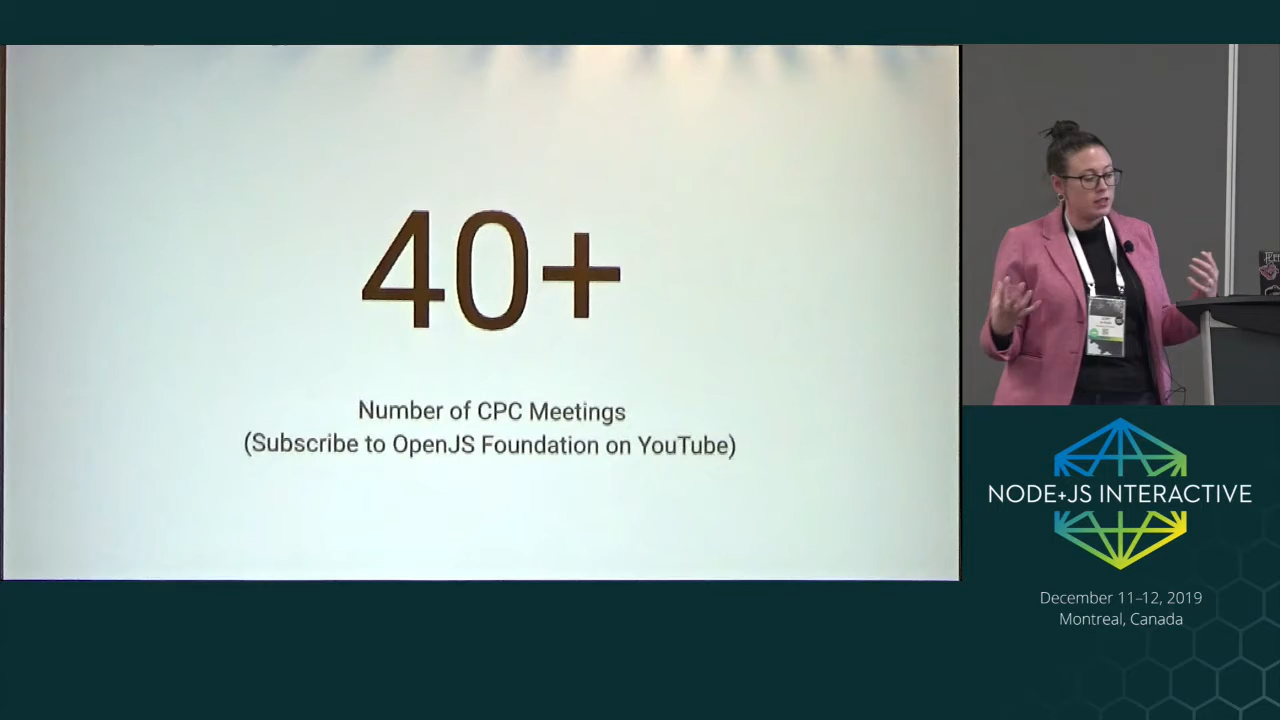 40+
Number of CPC Meetings
(Subscribe to OpenJS Foundation on YouTube)
NODE+JS INTERACTIVE
December 11–12, 2019
Montreal, Canada